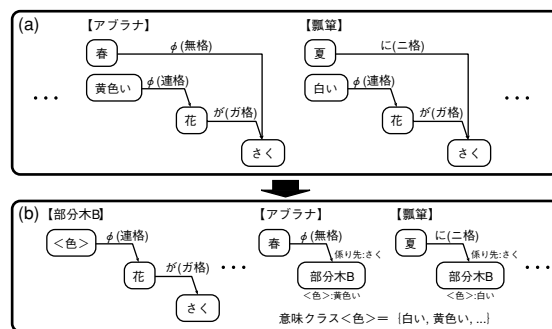 (a)
【アブラナ】
【瓢箪】
春
φ(無格)
夏
に(ニ格)
黄色い
φ(連格)
白い
φ(連格)
...
花
が(ガ格)
花
が(ガ格)
...
さく
さく
(b)
【部分木B】
【アブラナ】
【瓢箪】
<色>
φ(連格)
春
φ(無格)
夏
に(ニ格)
係り先:さく
係り先:さく
花
が(ガ格)
...
部分木B
部分木B
...
<色>:黄色い
<色>:白い
さく
意味クラス<色>= {白い, 黄色い, ...}